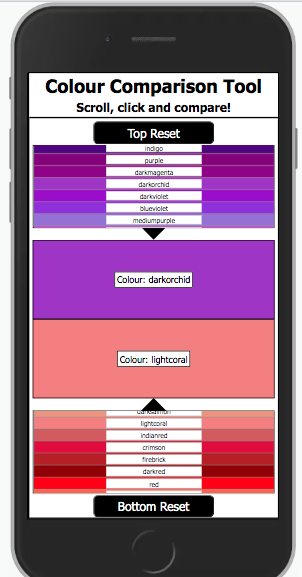 Colour Comparison Tool
Scroll, click and compare!
Top Reset
indigo
purple
darkmagenta
darkorchid
darkviolet
blueviolet
mediumpurple
Colour: darkorchid
Colour: lightcoral
darksalmon
lightcoral
indianred
crimson
firebrick
darkred
red
Bottom Reset